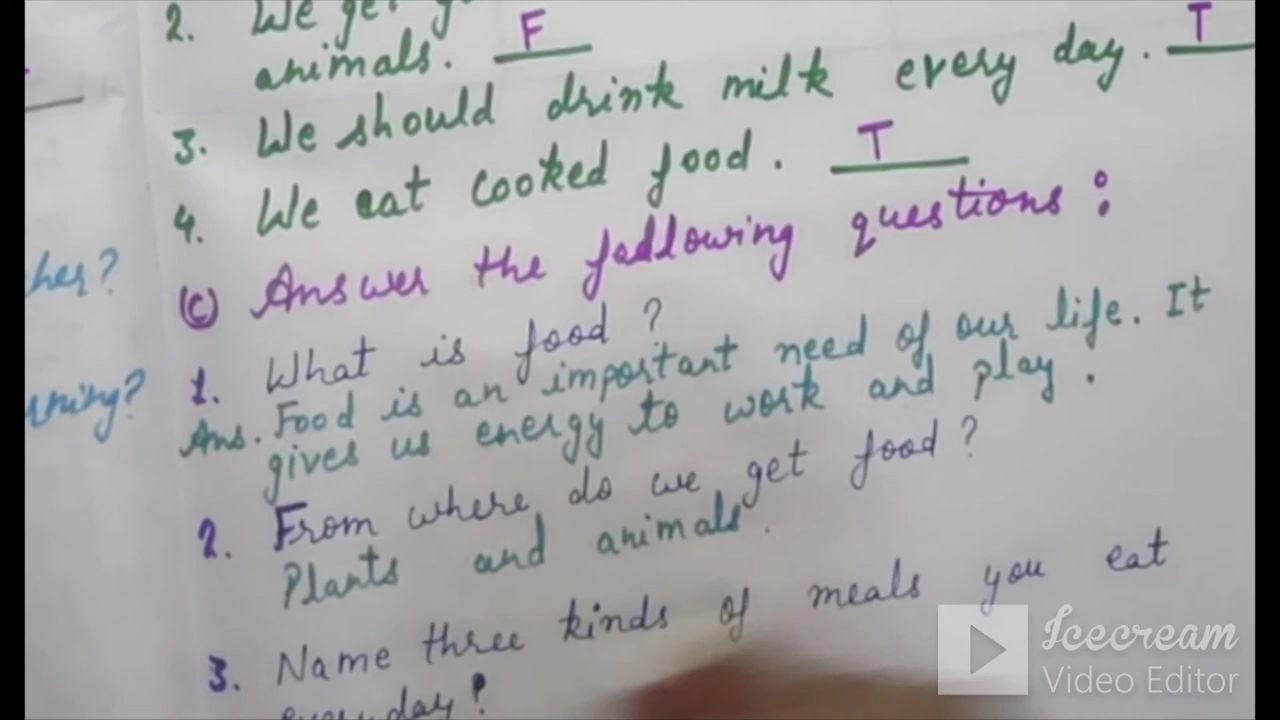 2. We get
animals. F
3. We should drink milk every day. T
4. We eat cooked food. T
(C) Answer the following questions :
1. What is food ?
Ans. Food is an important need of our life. It
gives us energy to work and play.
2. From where do we get food ?
Plants and animals.
3. Name three kinds of meals you eat
every day?
Icecream
Video Editor